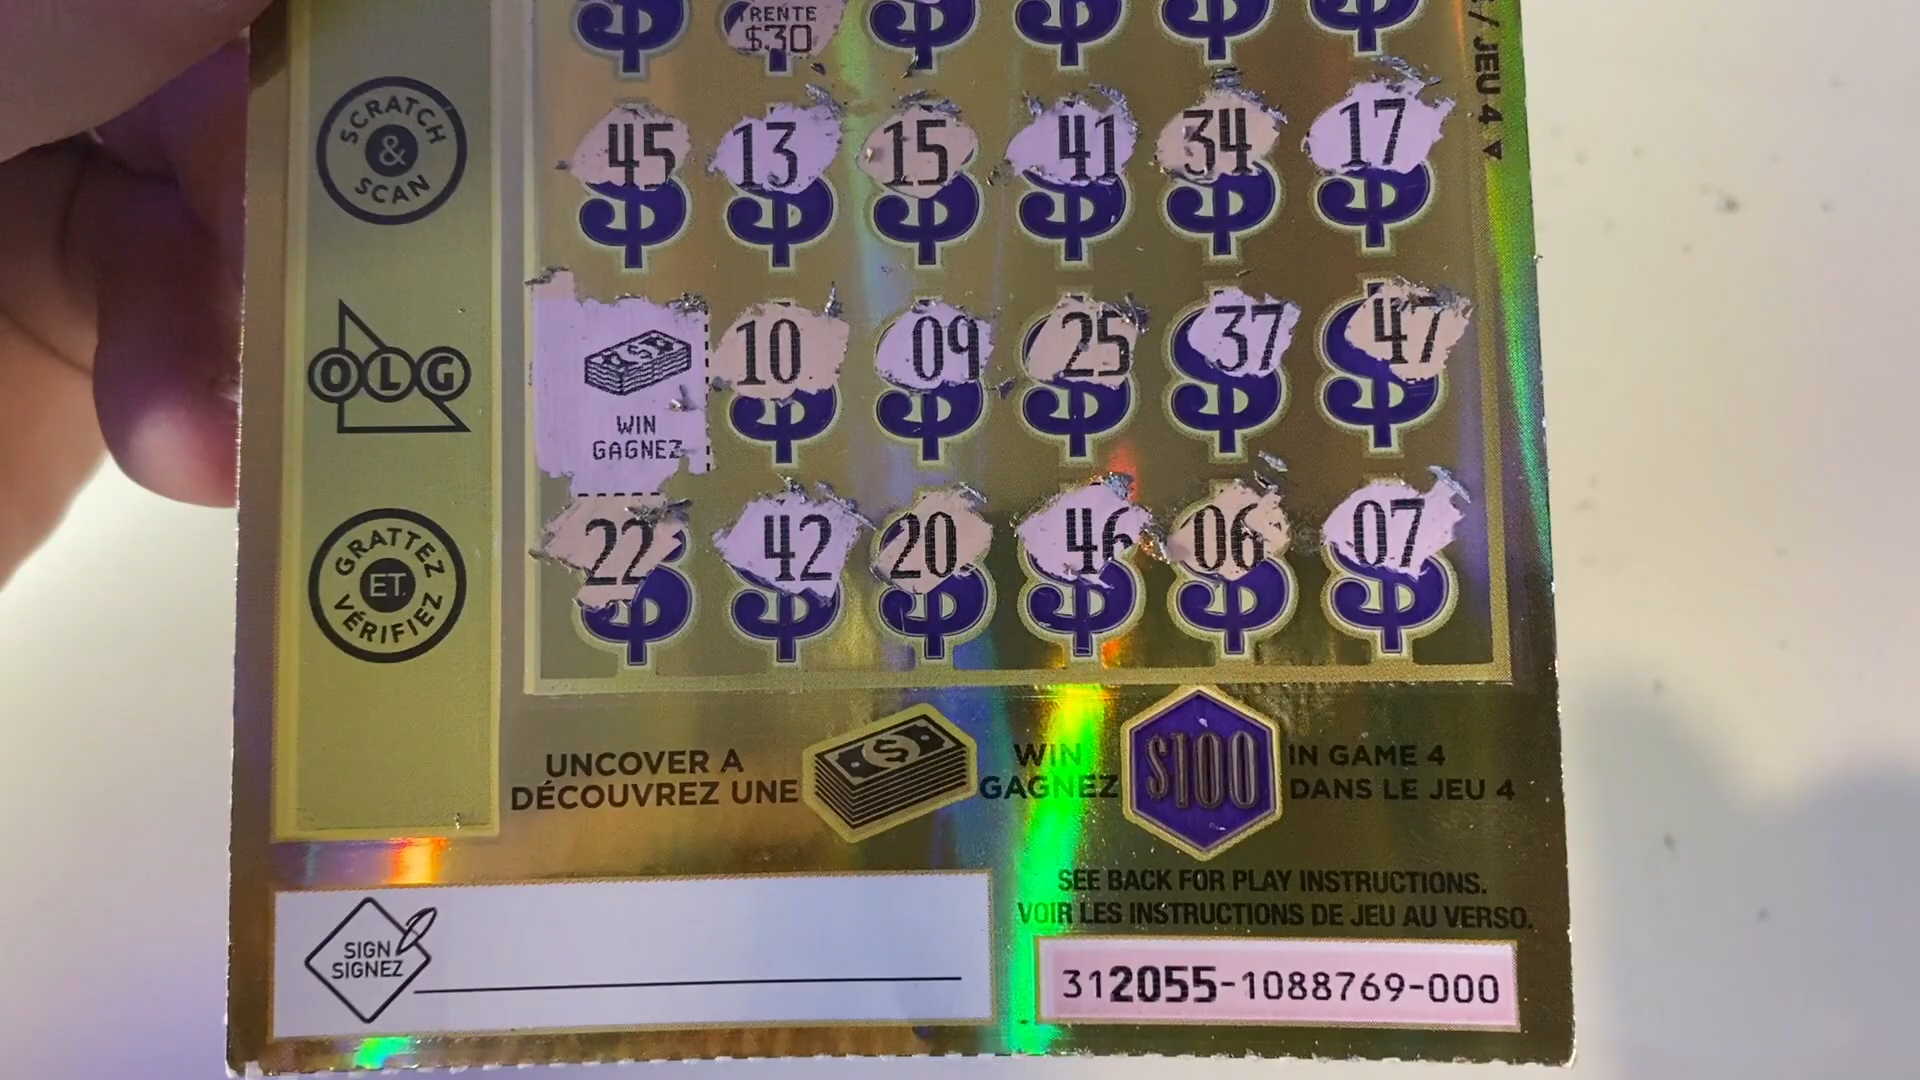 TRENTE
$30
/ JEU 4
SCRATCH
&
SCAN
45 13 15 41 34 17
OLG
10 09 25 37 47
WIN
GAGNEZ
GRATTEZ
ET
VÉRIFIEZ
22 42 20 46 06 07
UNCOVER A
DÉCOUVREZ UNE
WIN
GAGNEZ
$100
IN GAME 4
DANS LE JEU 4
SEE BACK FOR PLAY INSTRUCTIONS.
VOIR LES INSTRUCTIONS DE JEU AU VERSO.
SIGN
SIGNEZ
312055-1088769-000